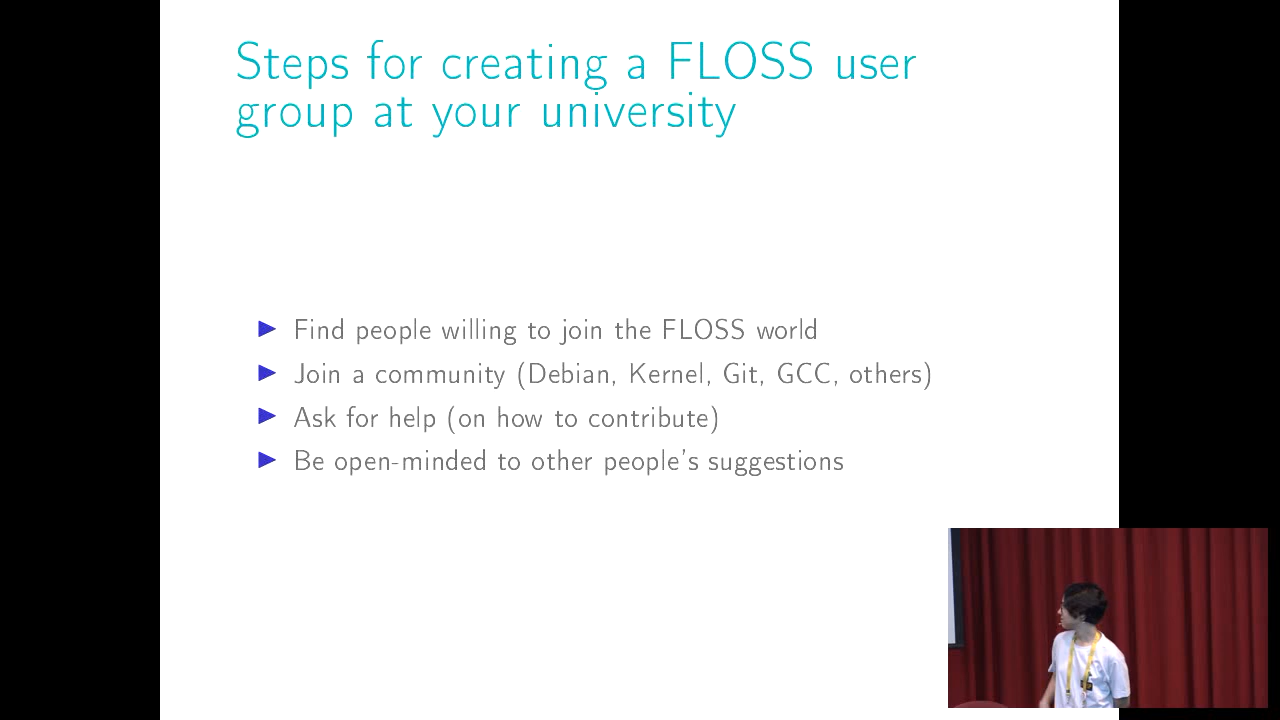 Steps for creating a FLOSS user
group at your university
Find people willing to join the FLOSS world
Join a community (Debian, Kernel, Git, GCC, others)
Ask for help (on how to contribute)
Be open-minded to other people's suggestions